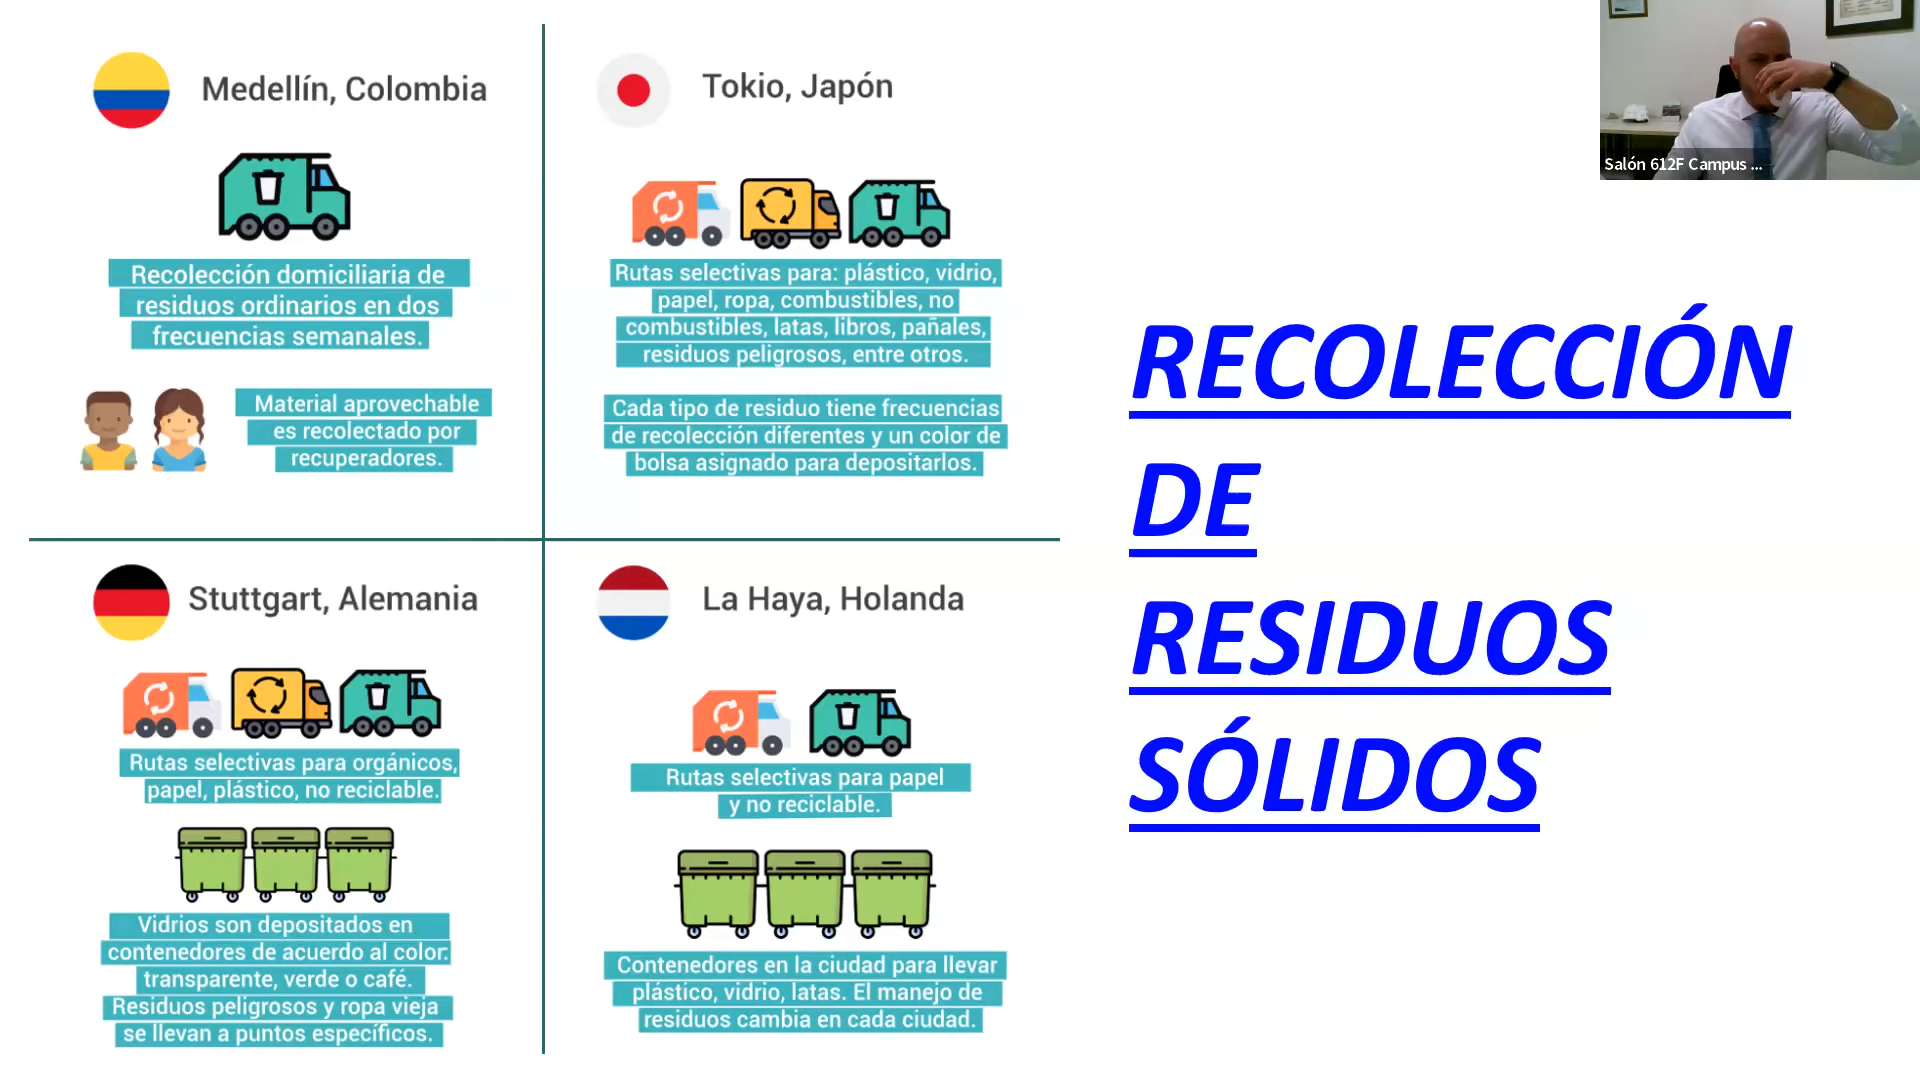 Medellín, Colombia
Recolección domiciliaria de
residuos ordinarios en dos
frecuencias semanales.
Material aprovechable
es recolectado por
recuperadores.
Tokio, Japón
Rutas selectivas para: plástico, vidrio,
papel, ropa, combustibles, no
combustibles, latas, libros, pañales,
residuos peligrosos, entre otros.
Cada tipo de residuo tiene frecuencias
de recolección diferentes y un color de
bolsa asignado para depositarlos.
Stuttgart, Alemania
Rutas selectivas para orgánicos,
papel, plástico, no reciclable.
Vidrios son depositados en
contenedores de acuerdo al color:
transparente, verde o café.
Residuos peligrosos y ropa vieja
se llevan a puntos específicos.
La Haya, Holanda
Rutas selectivas para papel
y no reciclable.
Contenedores en la ciudad para llevar
plástico, vidrio, latas. El manejo de
residuos cambia en cada ciudad.
RECOLECCIÓN
DE
RESIDUOS
SÓLIDOS
Salón 612F Campus ...